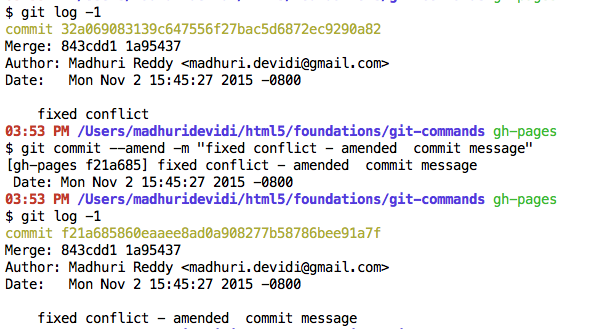 $ git log -1
commit 32a069083139c647556f27bac5d6872ec9290a82
Merge: 843cdd1 1a95437
Author: Madhuri Reddy <madhuri.devidi@gmail.com>
Date:   Mon Nov 2 15:45:27 2015 -0800
    fixed conflict
03:53 PM /Users/madhuridevidi/html5/foundations/git-commands gh-pages
$ git commit --amend -m "fixed conflict - amended  commit message"
[gh-pages f21a685] fixed conflict - amended  commit message
 Date: Mon Nov 2 15:45:27 2015 -0800
03:53 PM /Users/madhuridevidi/html5/foundations/git-commands gh-pages
$ git log -1
commit f21a685860eaaee8ad0a908277b58786bee91a7f
Merge: 843cdd1 1a95437
Author: Madhuri Reddy <madhuri.devidi@gmail.com>
Date:   Mon Nov 2 15:45:27 2015 -0800
    fixed conflict - amended  commit message